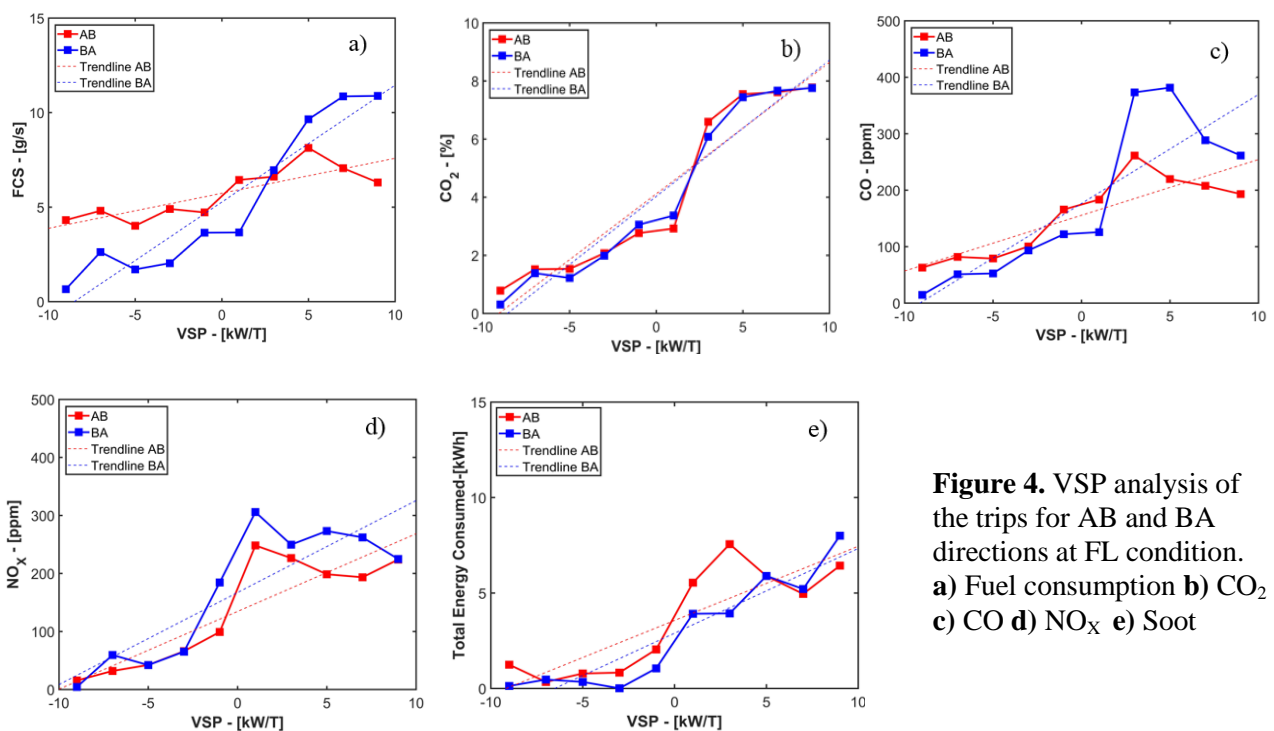 15
10
5
0
FCS - [g/s]
AB
BA
Trendline AB
Trendline BA
a)
-10 -5 0 5 10
VSP - [kW/T]
10
8
6
4
2
0
CO2 - [%]
AB
BA
Trendline AB
Trendline BA
b)
-10 -5 0 5 10
VSP - [kW/T]
500
400
300
200
100
0
CO - [ppm]
AB
BA
Trendline AB
Trendline BA
c)
-10 -5 0 5 10
VSP - [kW/T]
500
400
300
200
100
0
NOX - [ppm]
AB
BA
Trendline AB
Trendline BA
d)
-10 -5 0 5 10
VSP - [kW/T]
15
10
5
0
Total Energy Consumed-[kWh]
AB
BA
Trendline AB
Trendline BA
e)
-10 -5 0 5 10
VSP - [kW/T]
Figure 4. VSP analysis of
the trips for AB and BA
directions at FL condition.
a) Fuel consumption b) CO2
c) CO d) NOX e) Soot